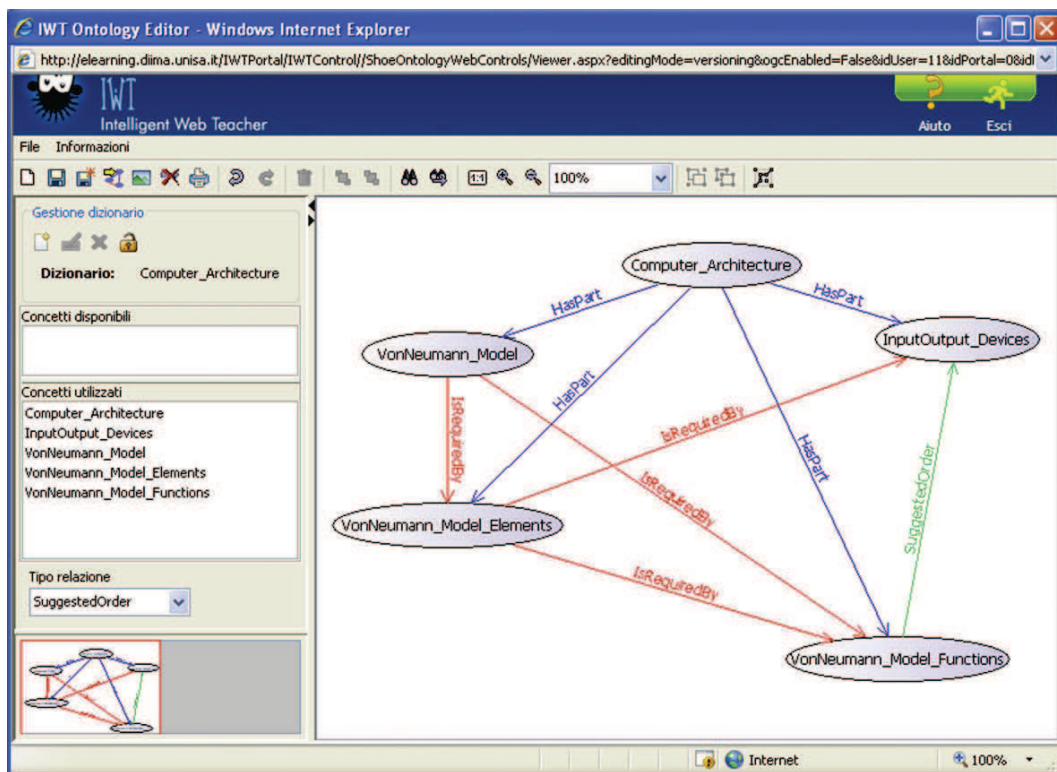 IWT Ontology Editor - Windows Internet Explorer
http://elearning.diima.unisa.it/IWTPortal/IWTControl//ShoeOntologyWebControls/Viewer.aspx?editingMode=versioning&ogcEnabled=False&idUser=11&idPortal=0&idl
IWT
Intelligent Web Teacher
Aiuto Esci
File Informazioni
1:1 100%
Gestione dizionario
Dizionario: Computer_Architecture
Concetti disponibili
Concetti utilizzati
Computer_Architecture
InputOutput_Devices
VonNeumann_Model
VonNeumann_Model_Elements
VonNeumann_Model_Functions
Tipo relazione
SuggestedOrder
Computer_Architecture
HasPart
HasPart
VonNeumann_Model
InputOutput_Devices
HasPart
IsRequiredBy
IsRequiredBy
HasPart
IsRequiredBy
SuggestedOrder
VonNeumann_Model_Elements
IsRequiredBy
VonNeumann_Model_Functions
Internet
100%